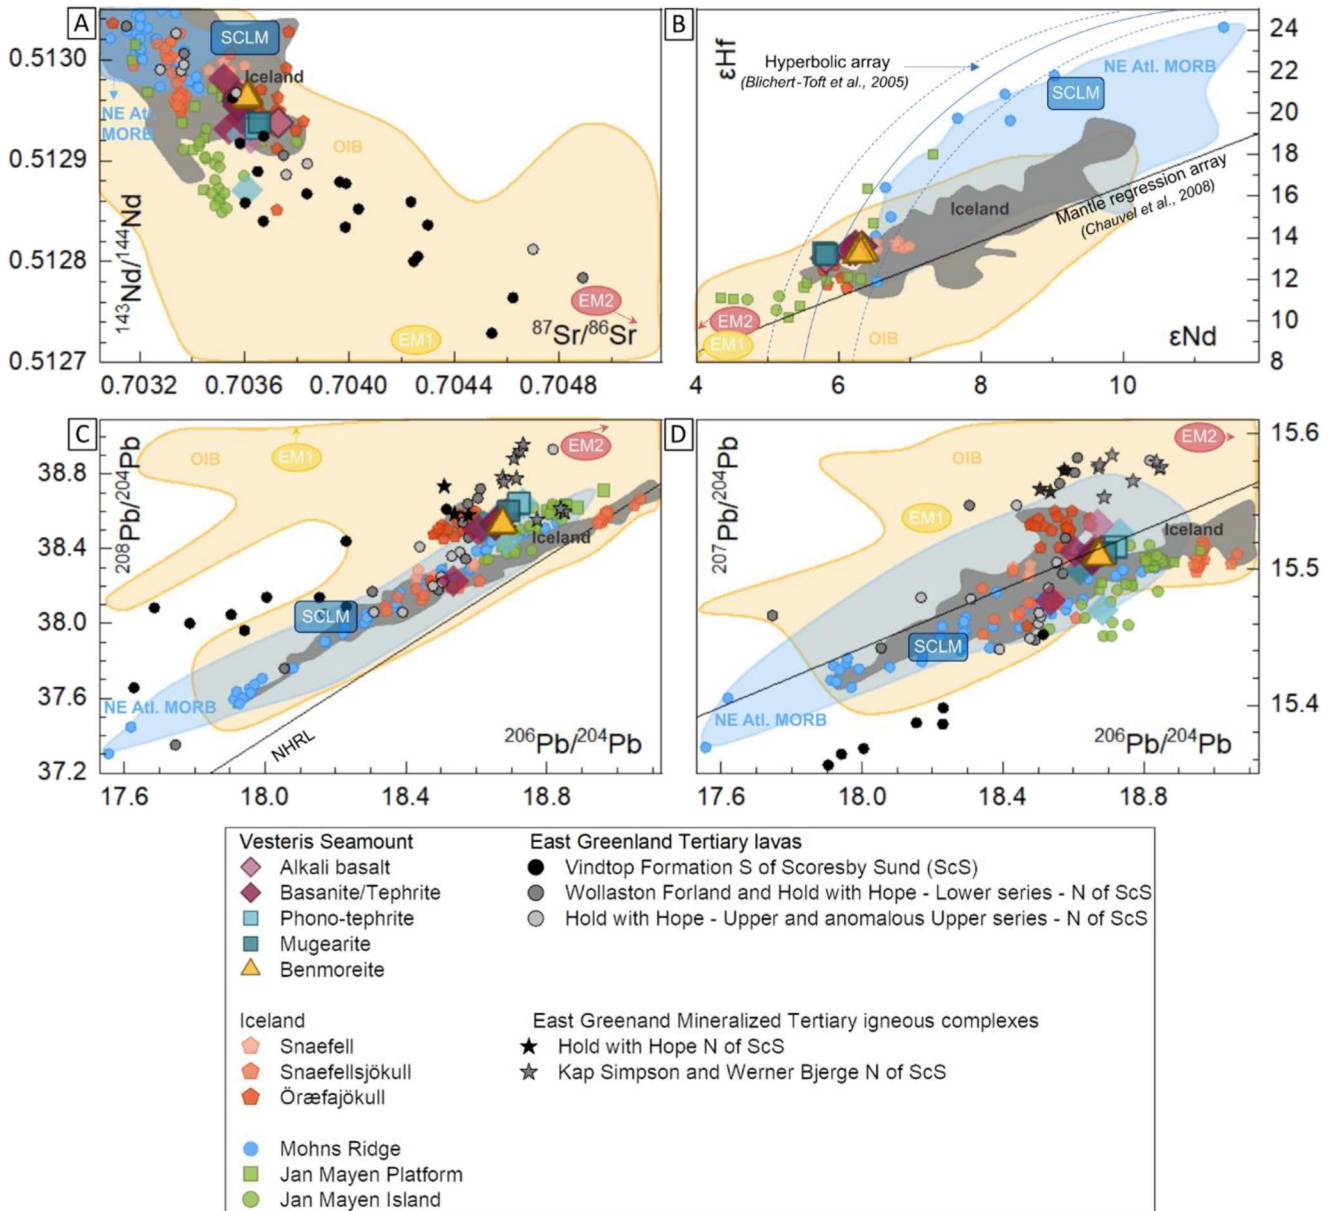 A
SCLM
Iceland
NE Atl.
MORB
OIB
EM2
EM1
87Sr/86Sr
143Nd/144Nd
0.5130
0.5129
0.5128
0.5127
0.7032 0.7036 0.7040 0.7044 0.7048
B
εHf
Hyperbolic array
(Blichert-Toft et al., 2005)
NE Atl. MORB
SCLM
Iceland
Mantle regression array
(Chauvel et al., 2008)
EM2
EM1
OIB
εNd
24
22
20
18
16
14
12
10
8
4 6 8 10
C
208Pb/204Pb
OIB
EM1
EM2
Iceland
SCLM
NE Atl. MORB
NHRL
206Pb/204Pb
38.8
38.4
38.0
37.6
37.2
17.6 18.0 18.4 18.8
D
207Pb/204Pb
OIB
EM2
EM1
Iceland
SCLM
NE Atl. MORB
206Pb/204Pb
15.6
15.5
15.4
17.6 18.0 18.4 18.8
Vesteris Seamount
Alkali basalt
Basanite/Tephrite
Phono-tephrite
Mugearite
Benmoreite
East Greenland Tertiary lavas
Vindtop Formation S of Scoresby Sund (ScS)
Wollaston Forland and Hold with Hope - Lower series - N of ScS
Hold with Hope - Upper and anomalous Upper series - N of ScS
Iceland
Snaefell
Snaefellsjökull
Öræfajökull
East Greenand Mineralized Tertiary igneous complexes
Hold with Hope N of ScS
Kap Simpson and Werner Bjerge N of ScS
Mohns Ridge
Jan Mayen Platform
Jan Mayen Island